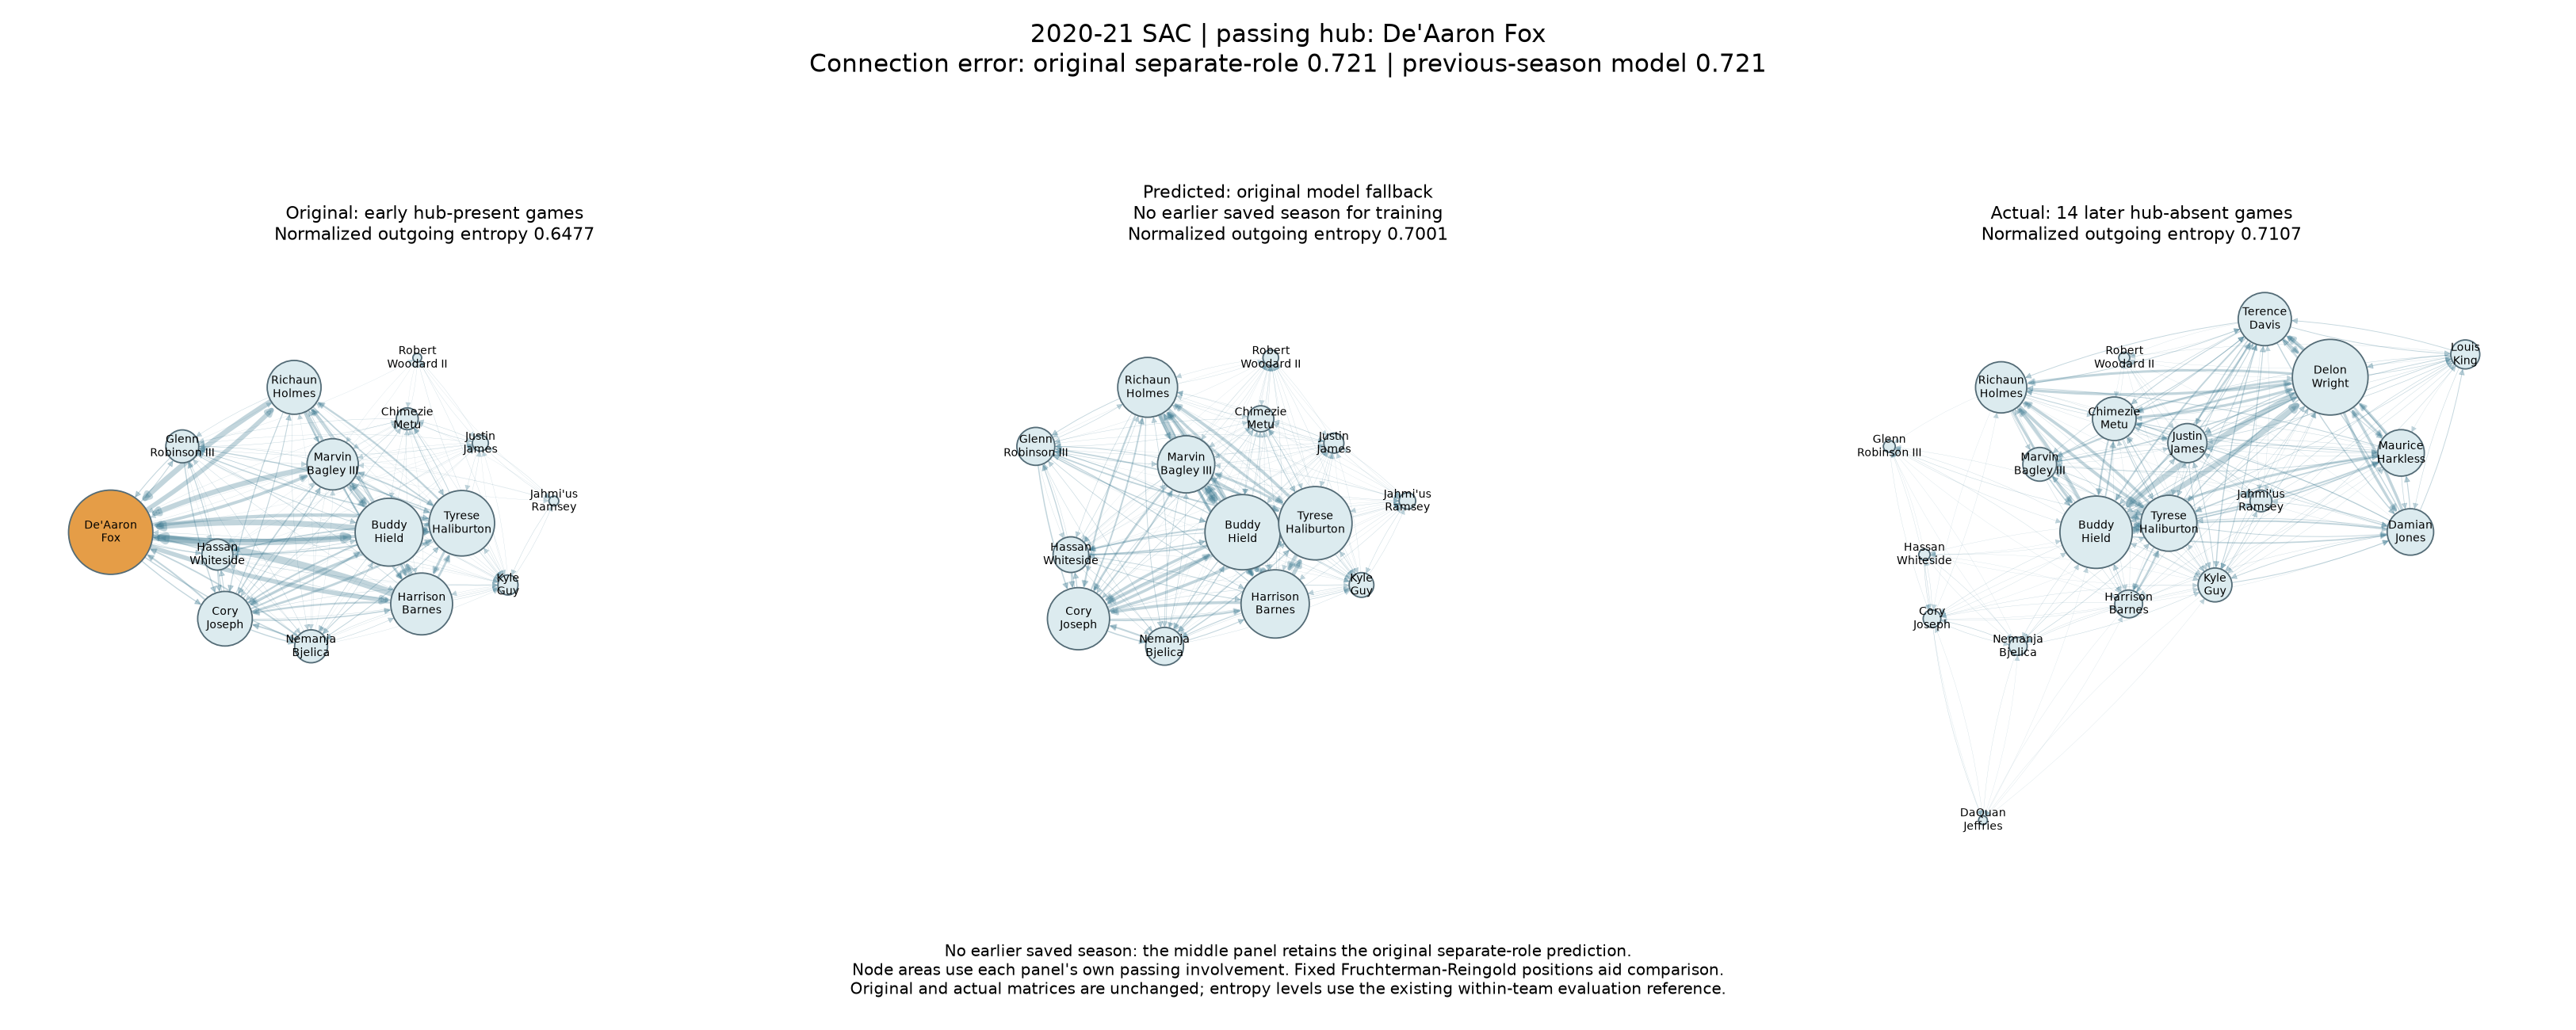 2020-21 SAC | passing hub: De'Aaron Fox
Connection error: original separate-role 0.721 | previous-season model 0.721
Original: early hub-present games
Normalized outgoing entropy 0.6477
Robert
Woodard II
Richaun
Holmes
Chimezie
Metu
Glenn
Robinson III
Justin
James
Marvin
Bagley III
Jahmi'us
Ramsey
De'Aaron
Fox
Buddy
Hield
Tyrese
Haliburton
Hassan
Whiteside
Kyle
Guy
Cory
Joseph
Harrison
Barnes
Nemanja
Bjelica
Predicted: original model fallback
No earlier saved season for training
Normalized outgoing entropy 0.7001
Robert
Woodard II
Richaun
Holmes
Chimezie
Metu
Glenn
Robinson III
Justin
James
Marvin
Bagley III
Jahmi'us
Ramsey
Buddy
Hield
Tyrese
Haliburton
Hassan
Whiteside
Kyle
Guy
Cory
Joseph
Harrison
Barnes
Nemanja
Bjelica
Actual: 14 later hub-absent games
Normalized outgoing entropy 0.7107
Terence
Davis
Louis
King
Robert
Woodard II
Delon
Wright
Richaun
Holmes
Chimezie
Metu
Glenn
Robinson III
Justin
James
Maurice
Harkless
Marvin
Bagley III
Jahmi'us
Ramsey
Buddy
Hield
Tyrese
Haliburton
Damian
Jones
Hassan
Whiteside
Kyle
Guy
Harrison
Barnes
Cory
Joseph
Nemanja
Bjelica
DaQuan
Jeffries
No earlier saved season: the middle panel retains the original separate-role prediction.
Node areas use each panel's own passing involvement. Fixed Fruchterman-Reingold positions aid comparison.
Original and actual matrices are unchanged; entropy levels use the existing within-team evaluation reference.